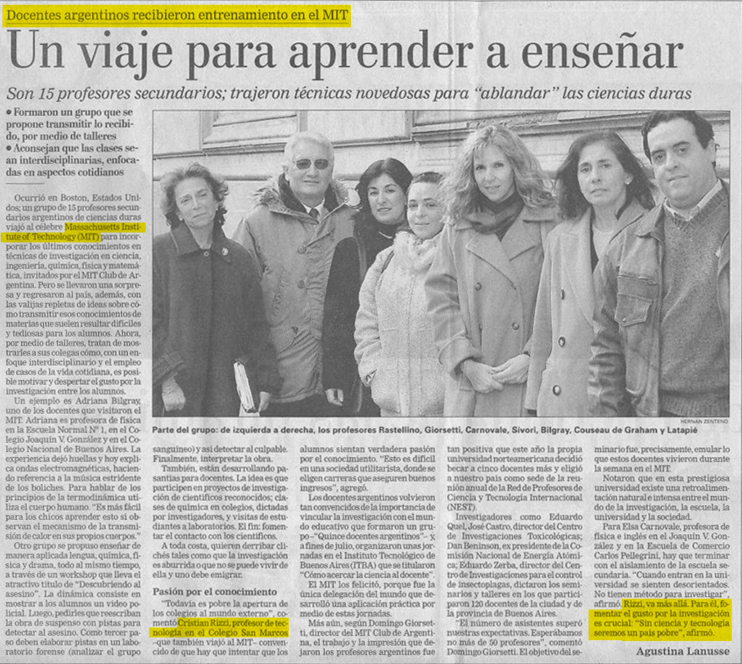 Docentes argentinos recibieron entrenamiento en el MIT
Un viaje para aprender a enseñar
Son 15 profesores secundarios; trajeron técnicas novedosas para “ablandar” las ciencias duras
● Formaron un grupo que se
propone transmitir lo recibi-
do, por medio de talleres
● Aconsejan que las clases se-
an interdisciplinarias, enfoca-
das en aspectos cotidianos
Ocurrió en Boston, Estados Uni-
dos; un grupo de 15 profesores secun-
darios argentinos de ciencias duras
viajó al célebre Massachusetts Insti-
tute of Technology (MIT) para incor-
porar los últimos conocimientos en
técnicas de investigación en ciencia,
ingeniería, química, física y matemá-
tica, invitados por el MIT Club de Ar-
gentina. Pero se llevaron una sorpre-
sa y regresaron al país, además, con
las valijas repletas de ideas sobre có-
mo transmitir esos conocimientos de
materias que suelen resultar difíciles
y tediosas para los alumnos. Ahora,
por medio de talleres, tratan de mos-
trarles a sus colegas cómo, con un en-
foque interdisciplinario y el empleo
de casos de la vida cotidiana, es posi-
ble motivar y despertar el gusto por la
investigación entre los alumnos.
Un ejemplo es Adriana Bilgray,
uno de los docentes que visitaron el
MIT. Adriana es profesora de física
en la Escuela Normal Nº 1, en el Co-
legio Joaquín V. González y en el Co-
legio Nacional de Buenos Aires. La
experiencia dejó huellas y hoy expli-
ca ondas electromagnéticas, hacien-
do referencia a la música estridente
de los boliches. Para hablar de los
principios de la termodinámica utili-
za el cuerpo humano. “Es más fácil
para los chicos aprender esto si ob-
servan el mecanismo de la transmi-
sión de calor en sus propios cuerpos.”
Otro grupo se propuso enseñar de
manera aplicada lengua, química, fí-
sica y drama, todo al mismo tiempo,
a través de un workshop que lleva el
atractivo título de “Descubriendo al
asesino”. La dinámica consiste en
mostrar a los alumnos un video poli-
cial. Luego, pedirles que escriban
la obra de suspenso con pistas para
detectar al asesino. Como tercer pa-
so deben elaborar pistas en un labo-
ratorio forense (analizar el grupo
HERNAN ZENTENO
Parte del grupo: de izquierda a derecha, los profesores Rastellino, Giorsetti, Carnovale, Sivori, Bilgray, Couseau de Graham y Latapié
sanguíneo) y así detectar al culpable.
Finalmente, interpretar la obra.
También, están desarrollando pa-
santías para docentes. La idea es que
participen en proyectos de investiga-
ción de científicos reconocidos; cla-
ses de química en colegios, dictadas
por investigadores, y visitas de estu-
diantes a laboratorios. El fin: fomen-
tar el contacto con los científicos.
A toda costa, quieren derribar cli-
chés tales como que la investigación
es aburrida o que no se puede vivir de
ella y uno debe emigrar.
Pasión por el conocimiento
“Todavía es pobre la apertura de
los colegios al mundo externo”, co-
mentó Cristian Rizzi, profesor de tec-
nología en el Colegio San Marcos
–que también viajó al MIT– conven-
cido de que hay que intentar que los
alumnos sientan verdadera pasión
por el conocimiento. “Esto es difícil
en una sociedad utilitarista, donde se
eligen carreras que aseguren buenos
ingresos”, agregó.
Los docentes argentinos volvieron
tan convencidos de la importancia de
vincular la investigación con el mun-
do educativo que formaron un gru-
po –“Quince docentes argentinos”– y,
a fines de julio, organizaron unas jor-
nadas en el Instituto Tecnológico de
Buenos Aires (ITBA) que se titularon
“Cómo acercar la ciencia al docente”.
El MIT los felicitó, porque que la
única delegación del mundo que de-
sarrolló una aplicación práctica por
medio de estas jornadas.
Más aún, según Domingo Giorset-
ti, director del MIT Club de Argenti-
na, el trabajo y la impresión que de-
jaron los profesores argentinos fue
tan positiva que este año la propia
universidad norteamericana decidió
becar a cinco docentes más y eligió
a nuestro país como sede de la reu-
nión anual de la Red de Profesores de
Ciencia y Tecnología Internacional
(NEST).
Investigadores como Eduardo
Quel, José Castro, director del Centro
de Investigaciones Toxicológicas;
Dan Beninson, ex presidente de la Co-
misión Nacional de Energía Atómi-
ca; Eduardo Zerba, director del Cen-
tro de Investigaciones para el control
de insectoplagas, dictaron los semi-
narios y talleres en los que participa-
ron 120 docentes de la ciudad y de la
provincia de Buenos Aires.
“El número de asistentes superó
nuestras expectativas. Esperábamos
no más de 50 profesores”, comentó
Domingo Giorsetti. El objetivo del se-
minario fue, precisamente, emular lo
que estos docentes vivieron durante
la semana en el MIT.
Notaron que en esta prestigiosa
universidad existe una retroalimen-
tación natural e intensa entre el mun-
do de la investigación, la escuela, la
universidad y la sociedad.
Para Elsa Carnovale, profesora de
física e inglés en el Joaquín V. Gonzá-
lez y en la Escuela de Comercio
Carlos Pellegrini, hay que terminar
con el aislamiento de la escuela secun-
daria. “Cuando entran en la universi-
dad se sienten desorientados.
No tienen método para investigar”,
afirmó. Rizzi, va más allá. Para él, fo-
mentar el gusto por la investigación
es crucial: “Sin ciencia y tecnología
seremos un país pobre”, afirmó.
Agustina Lanusse